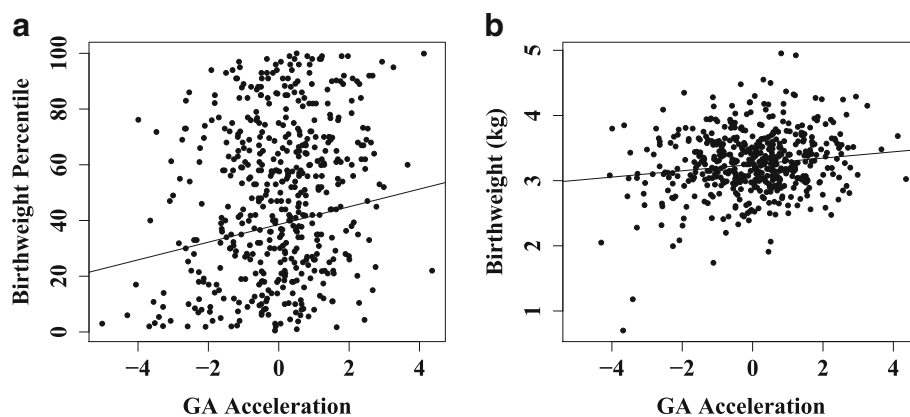 a
Birthweight Percentile
100
80
60
40
20
0
−4 −2 0 2 4
GA Acceleration
b
Birthweight (kg)
5
4
3
2
1
−4 −2 0 2 4
GA Acceleration